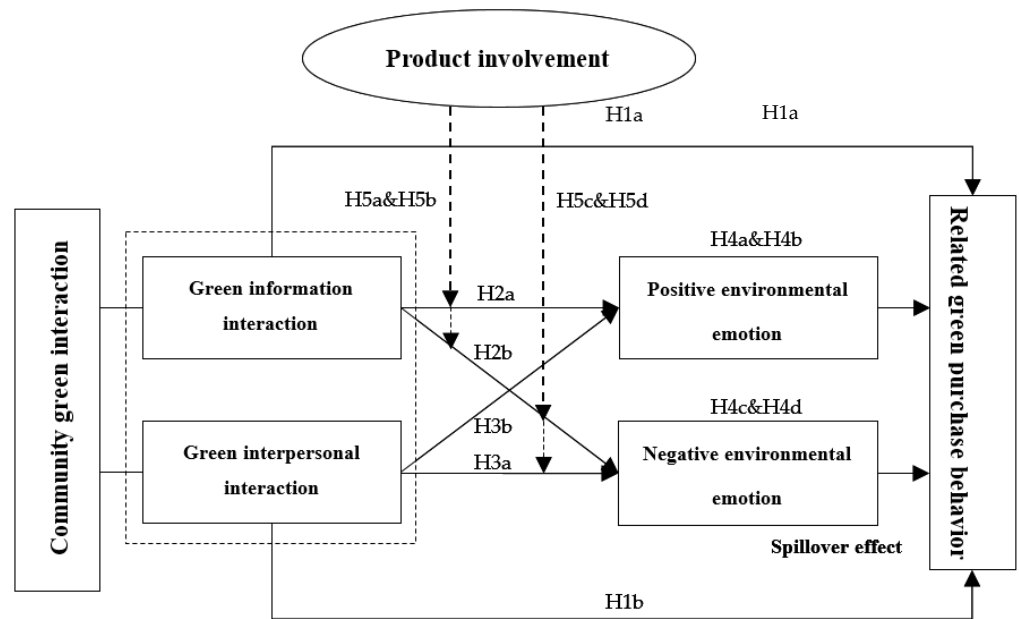 Product involvement
H1a
H1a
H5a&H5b
H5c&H5d
Community green interaction
Green information
interaction
H2a
H2b
H4a&H4b
Positive environmental
emotion
Related green purchase behavior
Green interpersonal
interaction
H3b
H3a
H4c&H4d
Negative environmental
emotion
Spillover effect
H1b